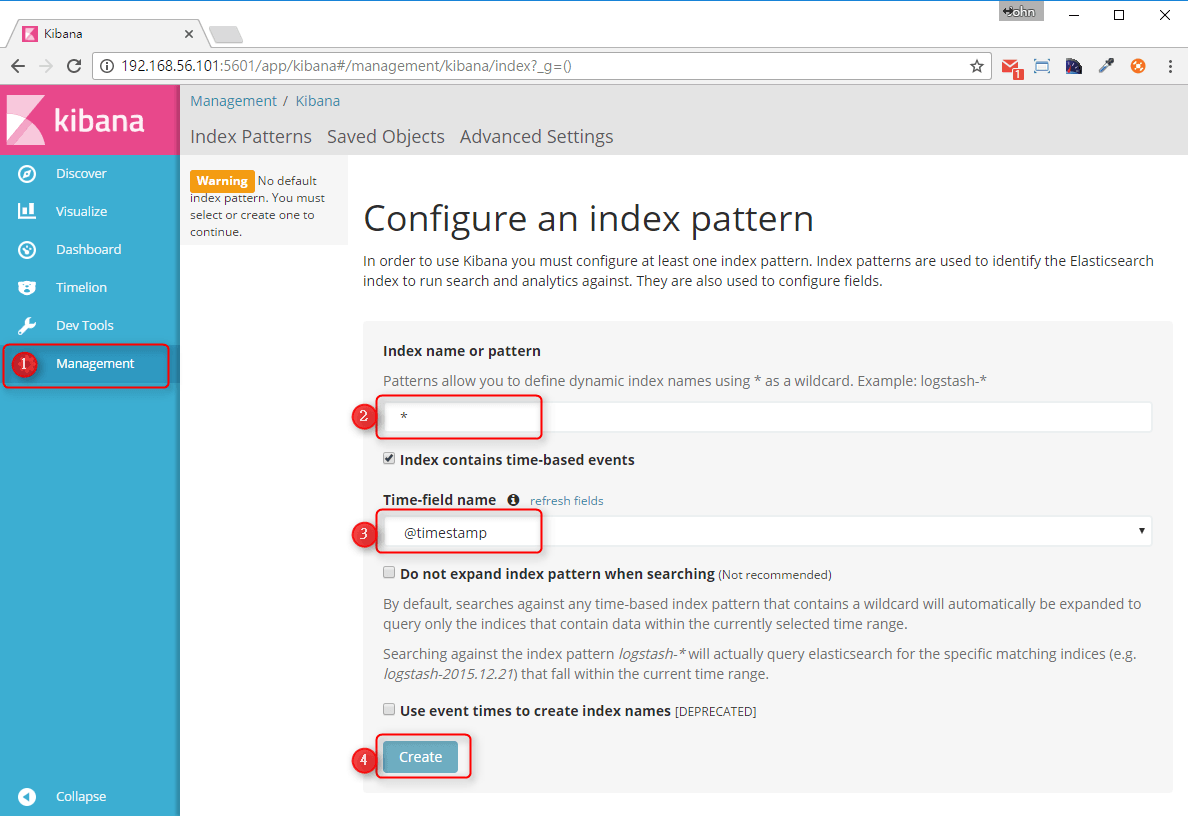 John
Kibana
192.168.56.101:5601/app/kibana#/management/kibana/index?_g=()
1
kibana
Management / Kibana
Index Patterns Saved Objects Advanced Settings
Discover
Visualize
Dashboard
Timelion
Dev Tools
1 Management
Collapse
Warning No default
index pattern. You must
select or create one to
continue.
Configure an index pattern
In order to use Kibana you must configure at least one index pattern. Index patterns are used to identify the Elasticsearch
index to run search and analytics against. They are also used to configure fields.
Index name or pattern
Patterns allow you to define dynamic index names using * as a wildcard. Example: logstash-*
2 *
Index contains time-based events
Time-field name refresh fields
3 @timestamp
Do not expand index pattern when searching (Not recommended)
By default, searches against any time-based index pattern that contains a wildcard will automatically be expanded to
query only the indices that contain data within the currently selected time range.
Searching against the index pattern logstash-* will actually query elasticsearch for the specific matching indices (e.g.
logstash-2015.12.21) that fall within the current time range.
Use event times to create index names [DEPRECATED]
4 Create